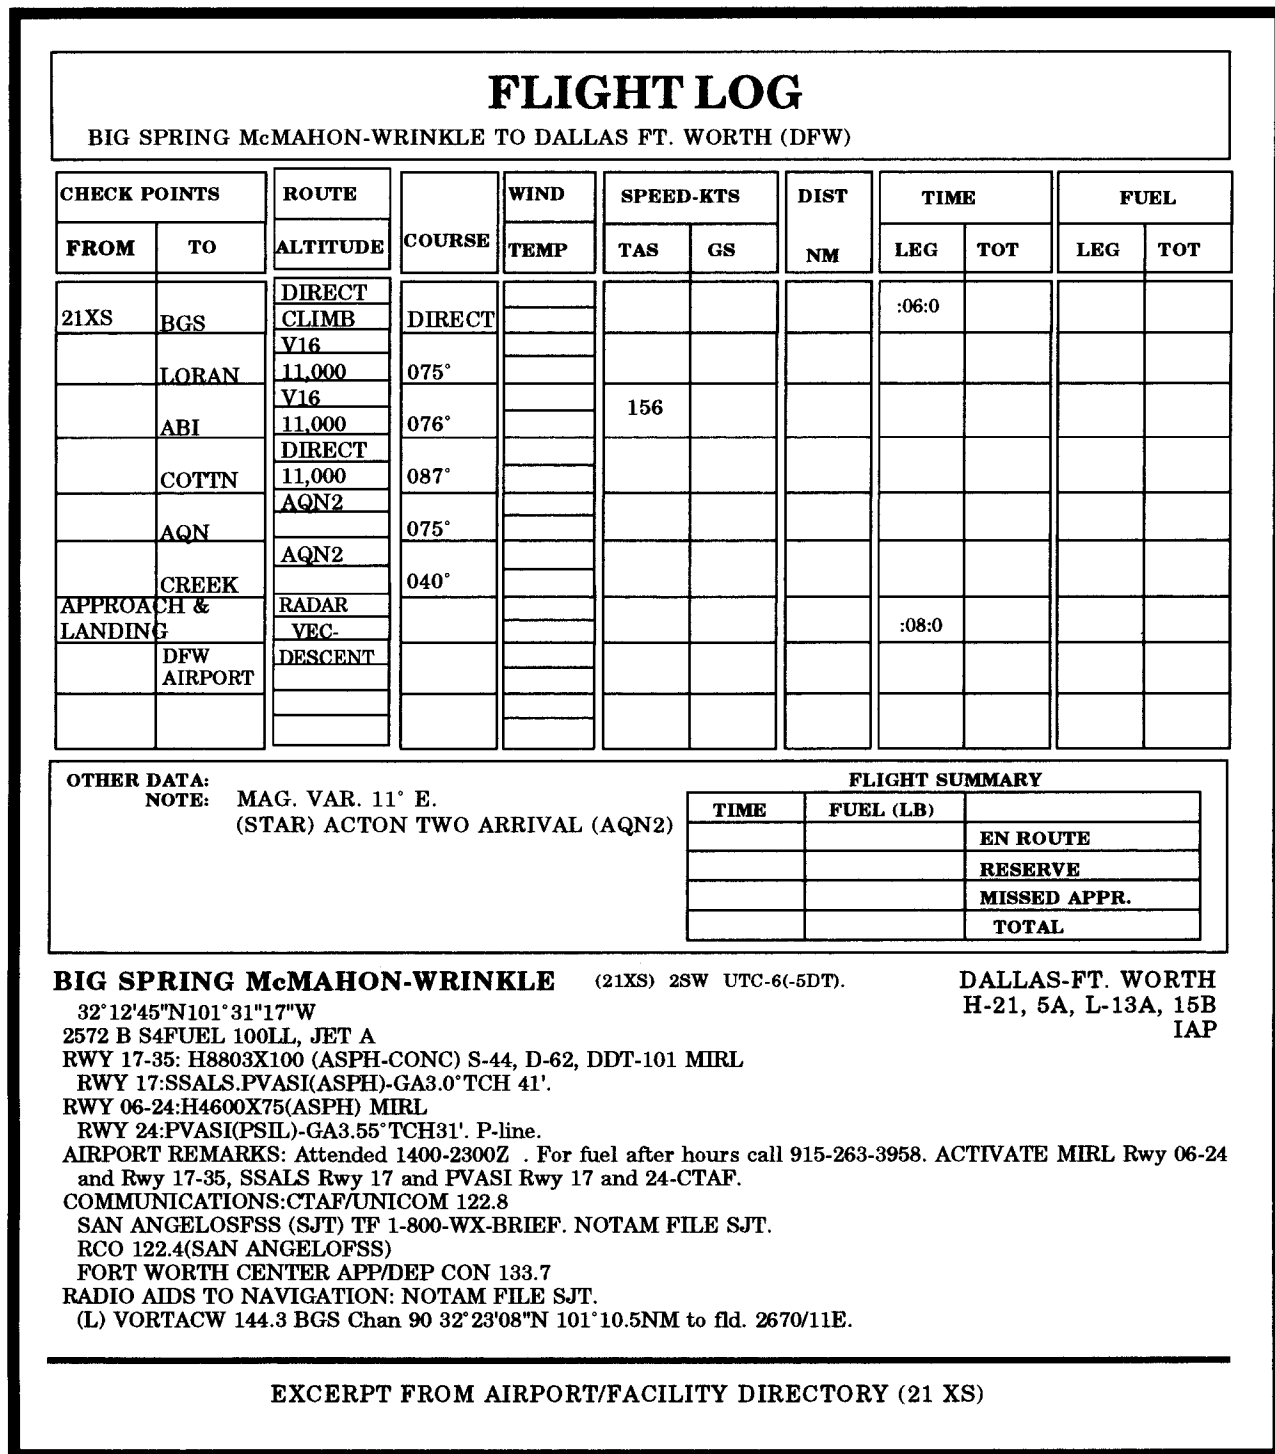 FLIGHT LOG
BIG SPRING McMAHON-WRINKLE TO DALLAS FT. WORTH (DFW)
CHECK POINTS ROUTE WIND SPEED-KTS DIST TIME FUEL
FROM TO ALTITUDE COURSE TEMP TAS GS NM LEG TOT LEG TOT
DIRECT :06:0
21XS BGS CLIMB DIRECT
V16
LORAN 11,000 075°
V16 156
ABI 11,000 076°
DIRECT
COTTN 11,000 087°
AQN2
AQN 075°
AQN2
CREEK 040°
APPROACH & RADAR
LANDING VEC- :08:0
DFW DESCENT
AIRPORT
OTHER DATA: FLIGHT SUMMARY
NOTE: MAG. VAR. 11° E. TIME FUEL (LB)
(STAR) ACTON TWO ARRIVAL (AQN2)
EN ROUTE
RESERVE
MISSED APPR.
TOTAL
BIG SPRING McMAHON-WRINKLE (21XS) 2SW UTC-6(-5DT). DALLAS-FT. WORTH
32°12'45"N101°31"17"W H-21, 5A, L-13A, 15B
2572 B S4FUEL 100LL, JET A IAP
RWY 17-35: H8803X100 (ASPH-CONC) S-44, D-62, DDT-101 MIRL
RWY 17:SSALS.PVASI(ASPH)-GA3.0°TCH 41'.
RWY 06-24:H4600X75(ASPH) MIRL
RWY 24:PVASI(PSIL)-GA3.55°TCH31'. P-line.
AIRPORT REMARKS: Attended 1400-2300Z . For fuel after hours call 915-263-3958. ACTIVATE MIRL Rwy 06-24
and Rwy 17-35, SSALS Rwy 17 and PVASI Rwy 17 and 24-CTAF.
COMMUNICATIONS:CTAF/UNICOM 122.8
SAN ANGELOSFSS (SJT) TF 1-800-WX-BRIEF. NOTAM FILE SJT.
RCO 122.4(SAN ANGELOFSS)
FORT WORTH CENTER APP/DEP CON 133.7
RADIO AIDS TO NAVIGATION: NOTAM FILE SJT.
(L) VORTACW 144.3 BGS Chan 90 32°23'08"N 101°10.5NM to fld. 2670/11E.
EXCERPT FROM AIRPORT/FACILITY DIRECTORY (21 XS)